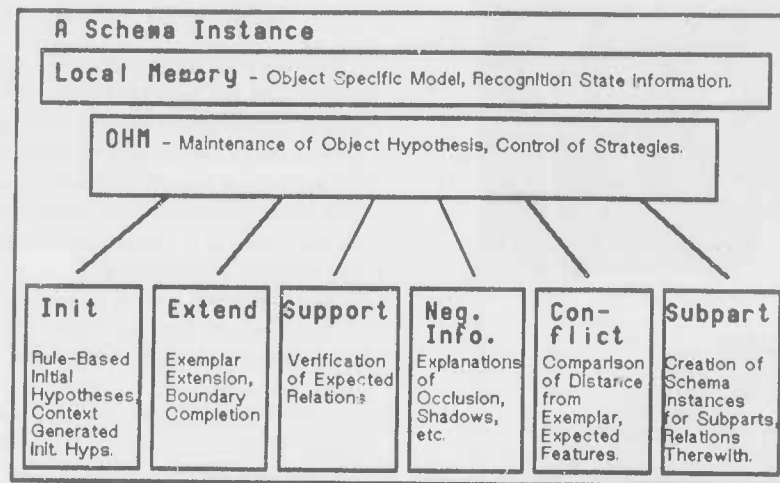 A Schema Instance
Local Memory - Object Specific Model, Recognition State Information.
OHM - Maintenance of Object Hypothesis, Control of Strategies.
Init
Rule-Based
Initial
Hypotheses,
Context
Generated
Init. Hyps.
Extend
Exemplar
Extension,
Boundary
Completion
Support
Verification
of Expected
Relations
Neg.
Info.
Explanations
of
Occlusion,
Shadows,
etc.
Con-
flict
Comparison
of Distance
from
Exemplar,
Expected
Features.
Subpart
Creation of
Schema
Instances
for Subparts,
Relations
Therewith.